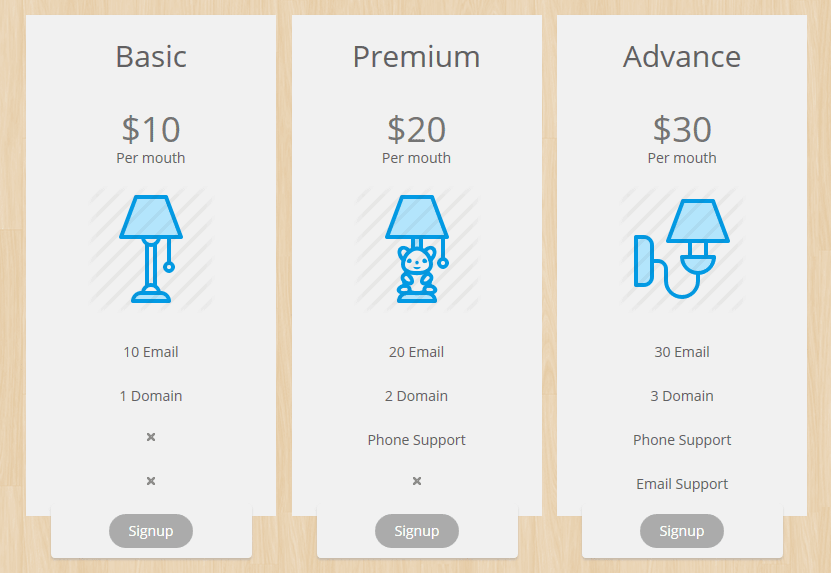 Basic
$10
Per mouth
10 Email
1 Domain
Signup
Premium
$20
Per mouth
20 Email
2 Domain
Phone Support
Signup
Advance
$30
Per mouth
30 Email
3 Domain
Phone Support
Email Support
Signup